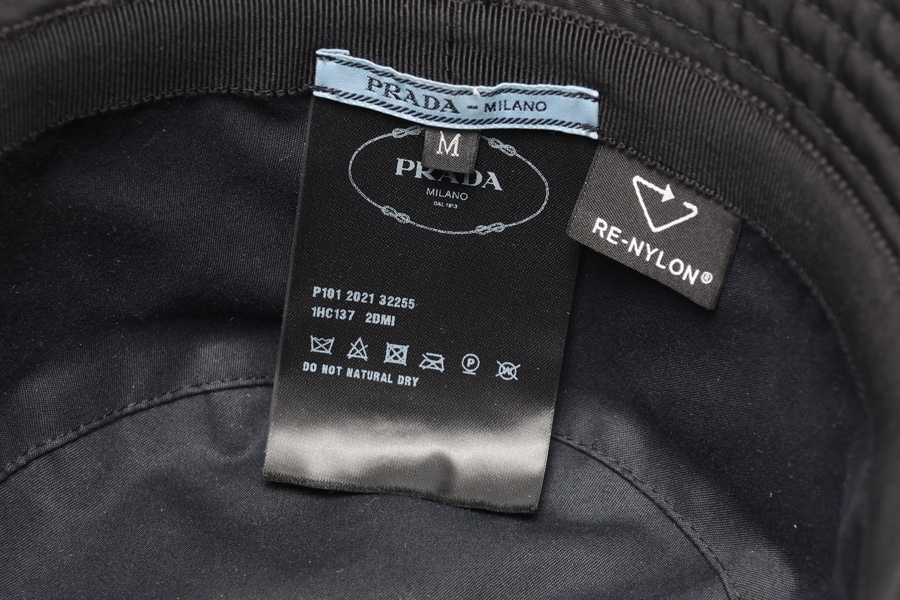 PRADA - MILANO
M
PRADA
MILANO
DAL 1913
RE-NYLON®
P101 2021 32255
1HC137 2DMI
P
W
DO NOT NATURAL DRY